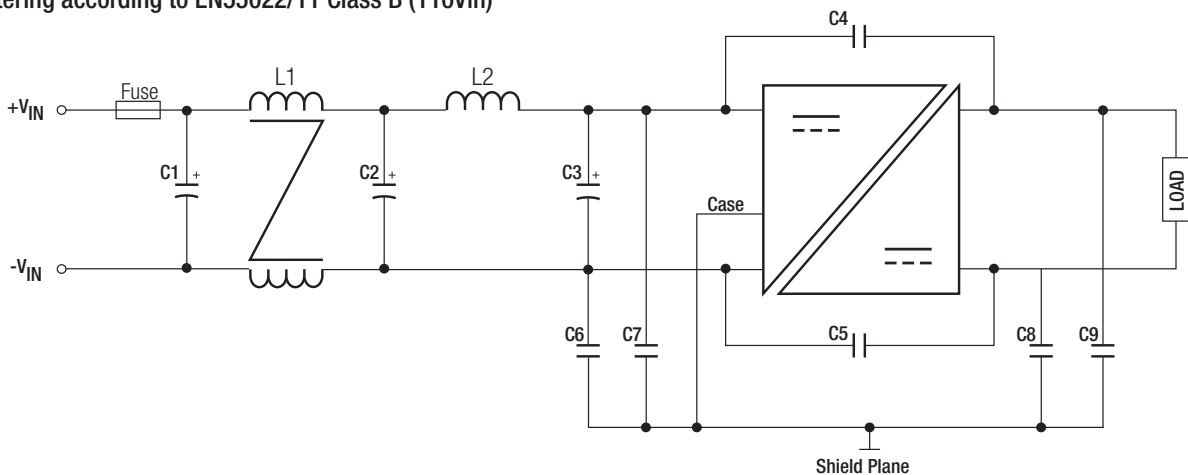 tering according to EN55022/11 Class B (110Vin)
C4
L1
L2
Fuse
+VIN
C1 +
C2 +
C3 +
Case
LOAD
-VIN
C6
C7
C5
C8
C9
Shield Plane